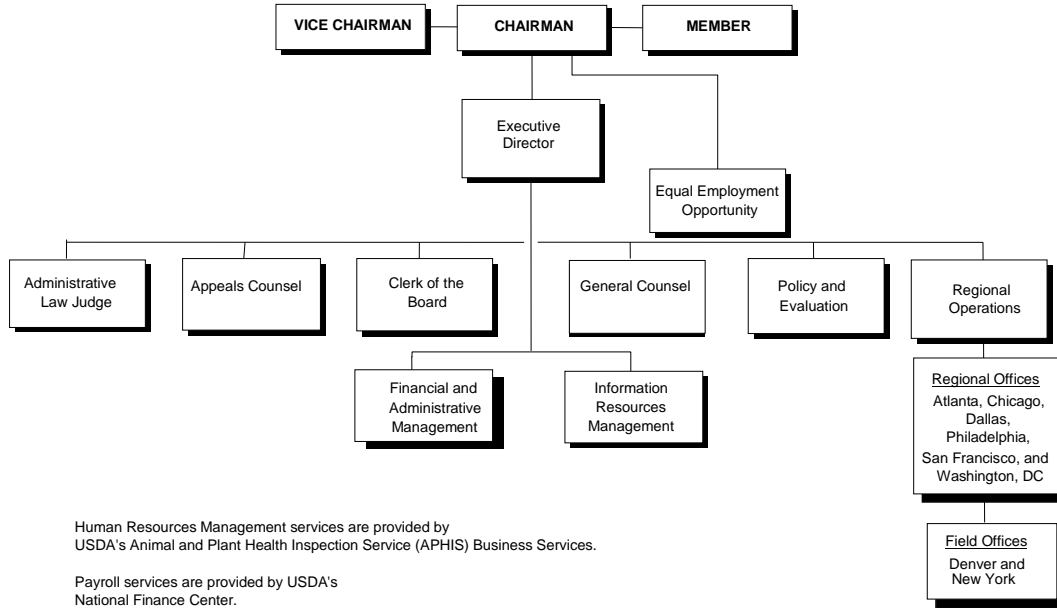 VICE CHAIRMAN
CHAIRMAN
MEMBER
Executive
Director
Equal Employment
Opportunity
Administrative
Law Judge
Appeals Counsel
Clerk of the
Board
General Counsel
Policy and
Evaluation
Regional
Operations
Financial and
Administrative
Management
Information
Resources
Management
Regional Offices
Atlanta, Chicago,
Dallas,
Philadelphia,
San Francisco, and
Washington, DC
Field Offices
Denver and
New York
Human Resources Management services are provided by
USDA's Animal and Plant Health Inspection Service (APHIS) Business Services.
Payroll services are provided by USDA's
National Finance Center.